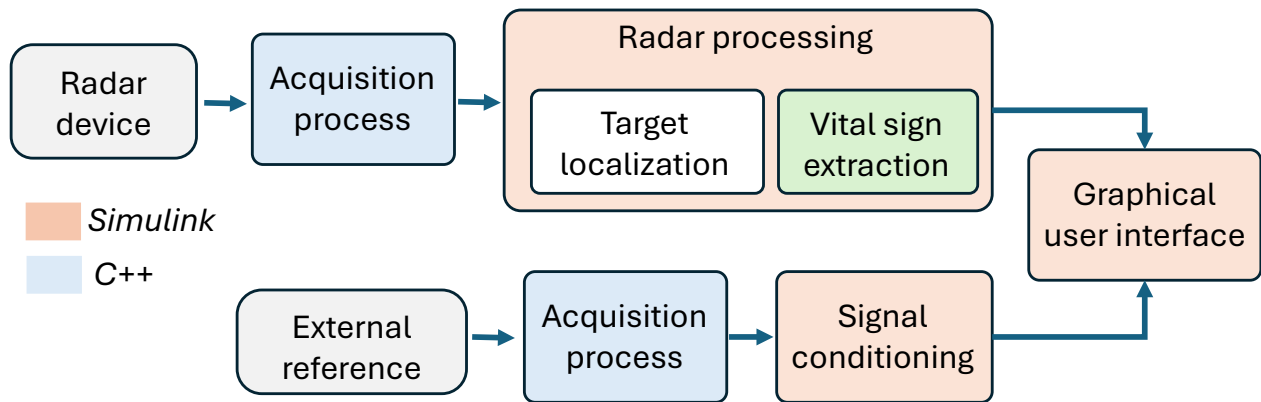 Radar
device
Acquisition
process
Radar processing
Target
localization
Vital sign
extraction
Graphical
user interface
Simulink
C++
External
reference
Acquisition
process
Signal
conditioning